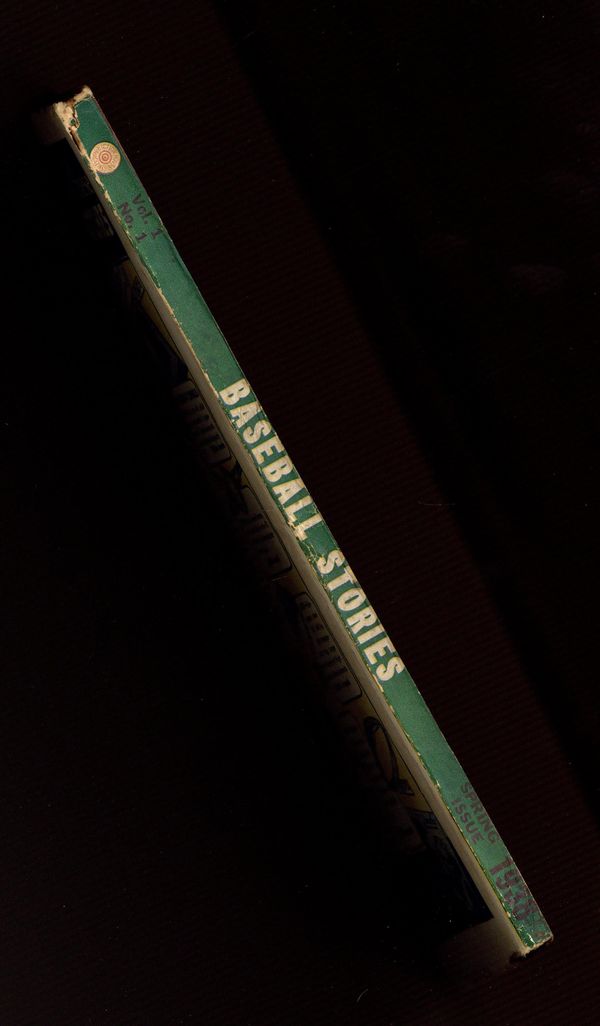 Vol. 1
No. 1
BASEBALL STORIES
SPRING
ISSUE